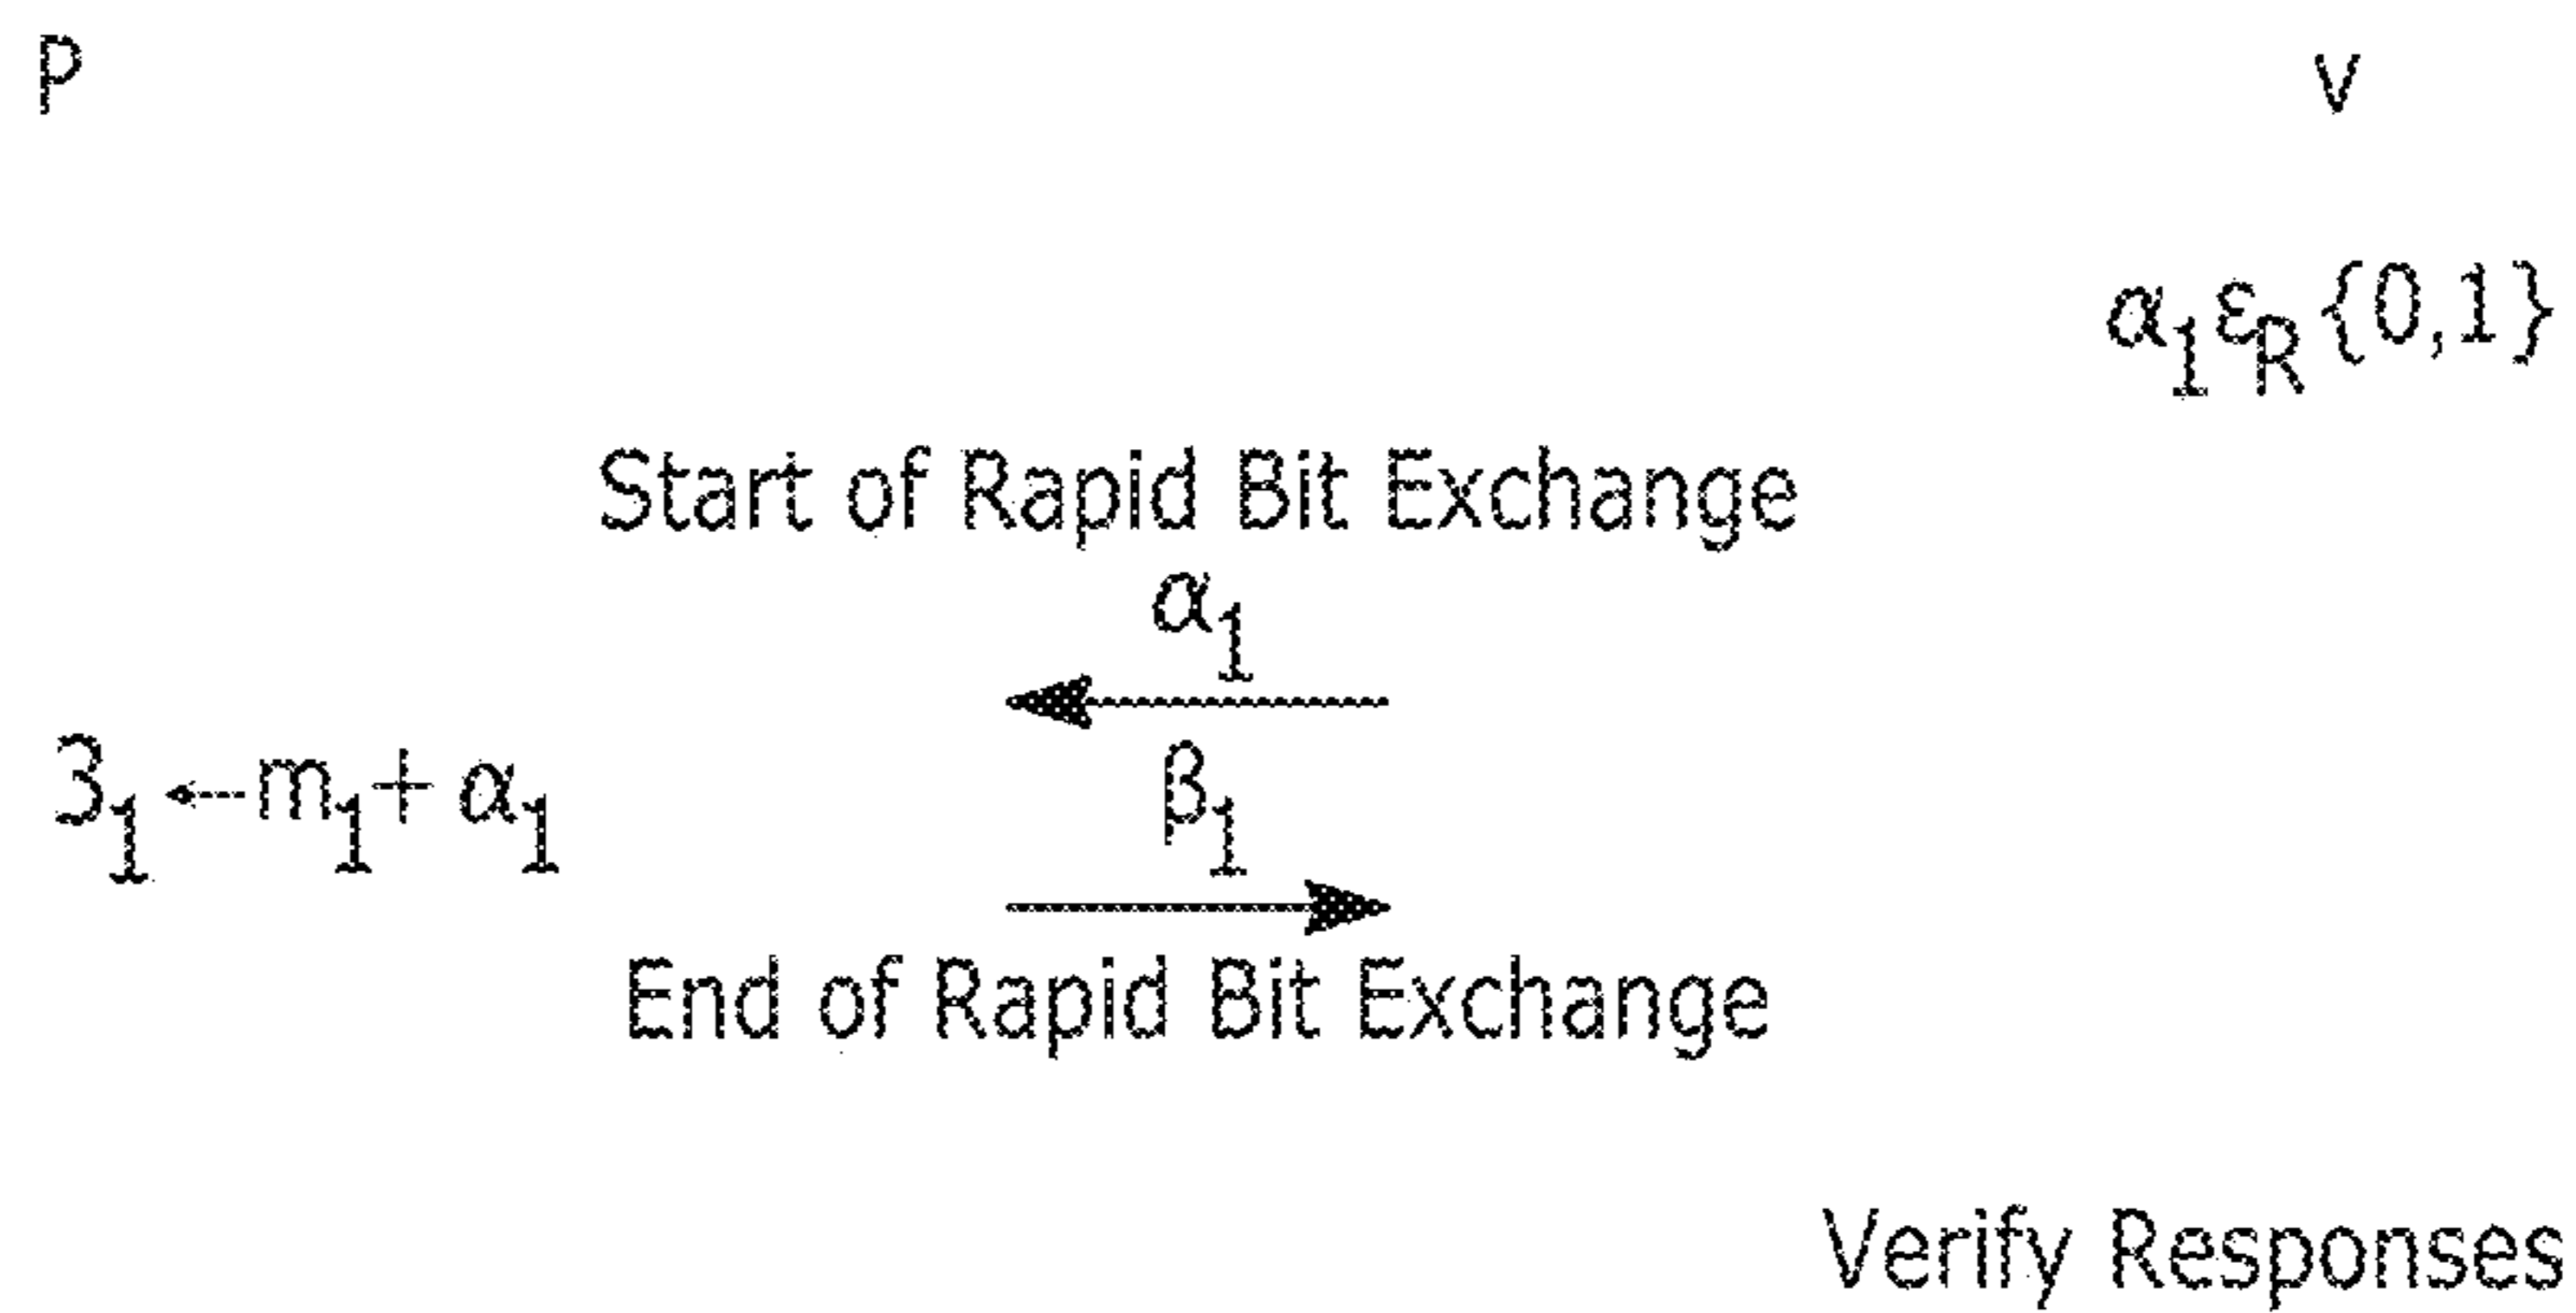 P V
α₁ε_R{0,1}
Start of Rapid Bit Exchange
α₁
3₁←m₁+α₁
β₁
End of Rapid Bit Exchange
Verify Responses